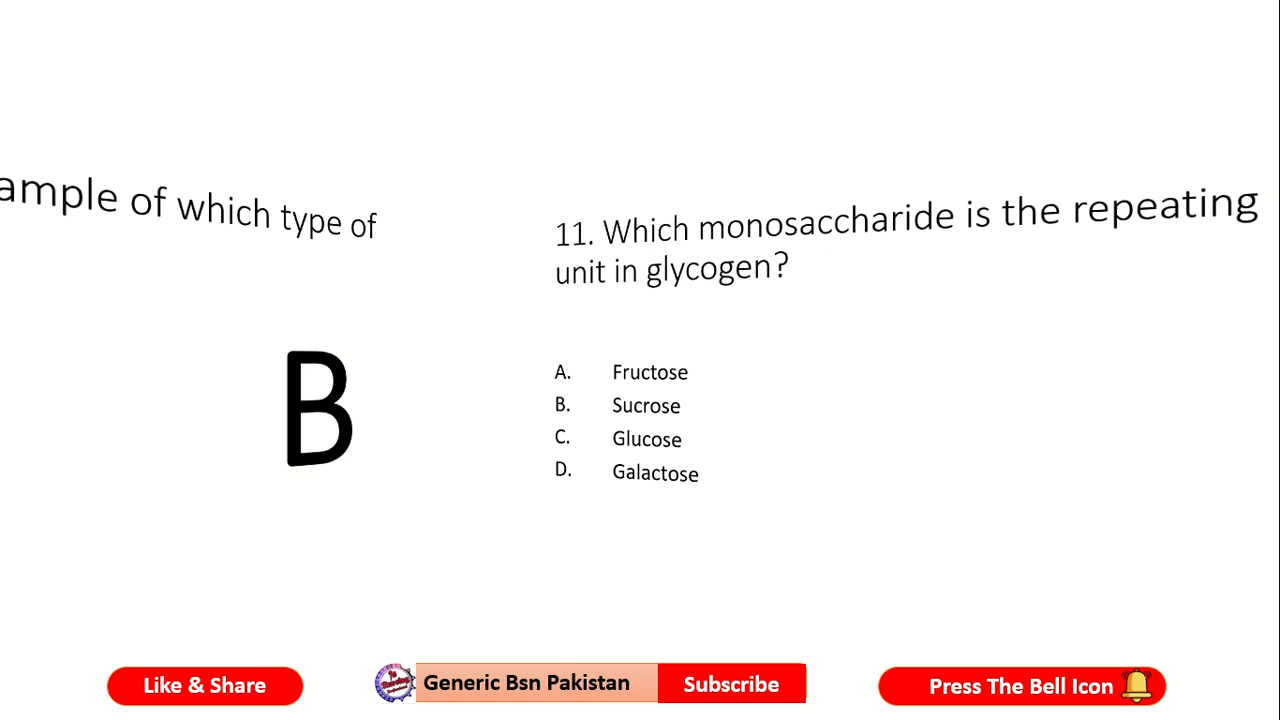 ample of which type of
B
11. Which monosaccharide is the repeating
unit in glycogen?
A. Fructose
B. Sucrose
C. Glucose
D. Galactose
Like & Share
Generic Bsn Pakistan
Subscribe
Press The Bell Icon